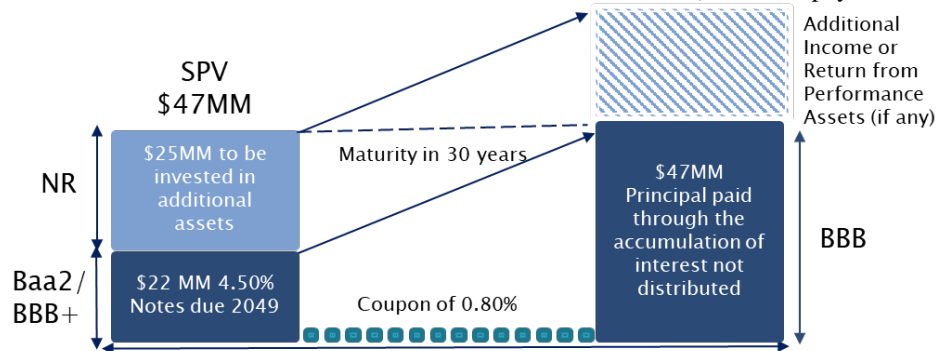 SPV
$47MM
NR
$25MM to be
invested in
additional
assets
Baa2/
BBB+
$22 MM 4.50%
Notes due 2049
Maturity in 30 years
Coupon of 0.80%
$47MM
Principal paid
through the
accumulation of
interest not
distributed
Additional
Income or
Return from
Performance
Assets (if any)
BBB